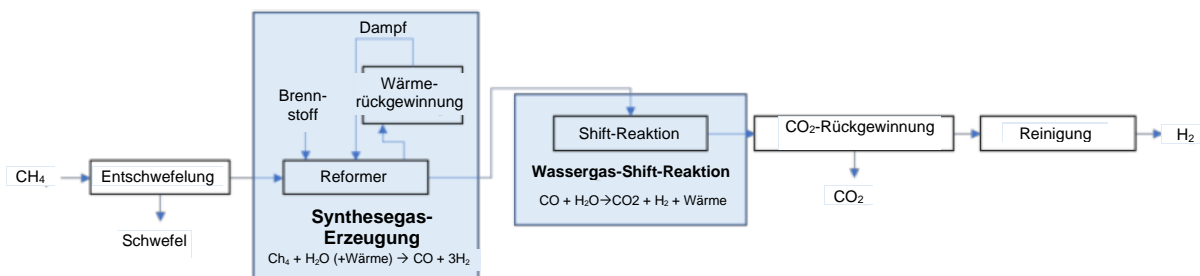 Dampf
Wärme-
rückgewinnung
Brenn-
stoff
CH₄
Entschwefelung
Schwefel
Reformer
Synthesegas-
Erzeugung
Ch₄ + H₂O (+Wärme) → CO + 3H₂
Shift-Reaktion
Wassergas-Shift-Reaktion
CO + H₂O→CO2 + H₂ + Wärme
CO₂-Rückgewinnung
CO₂
Reinigung
H₂